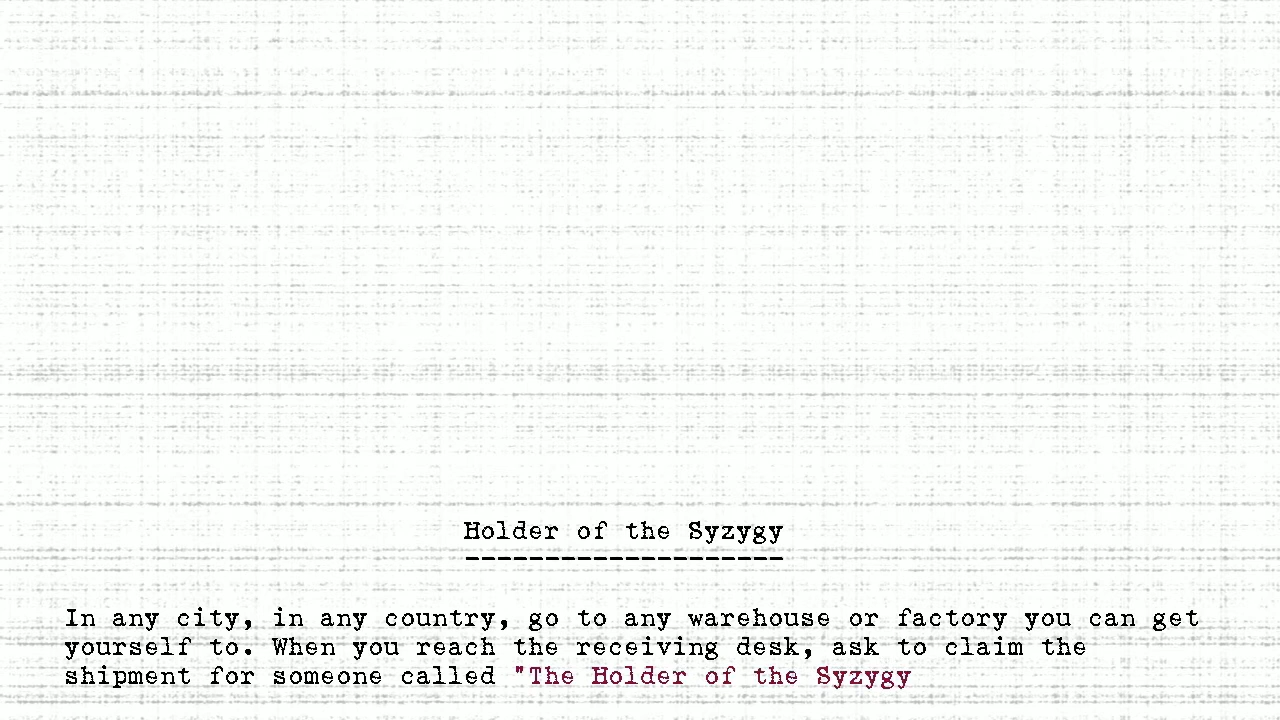 Holder of the Syzygy
--------------------
In any city, in any country, go to any warehouse or factory you can get
yourself to. When you reach the receiving desk, ask to claim the
shipment for someone called "The Holder of the Syzygy